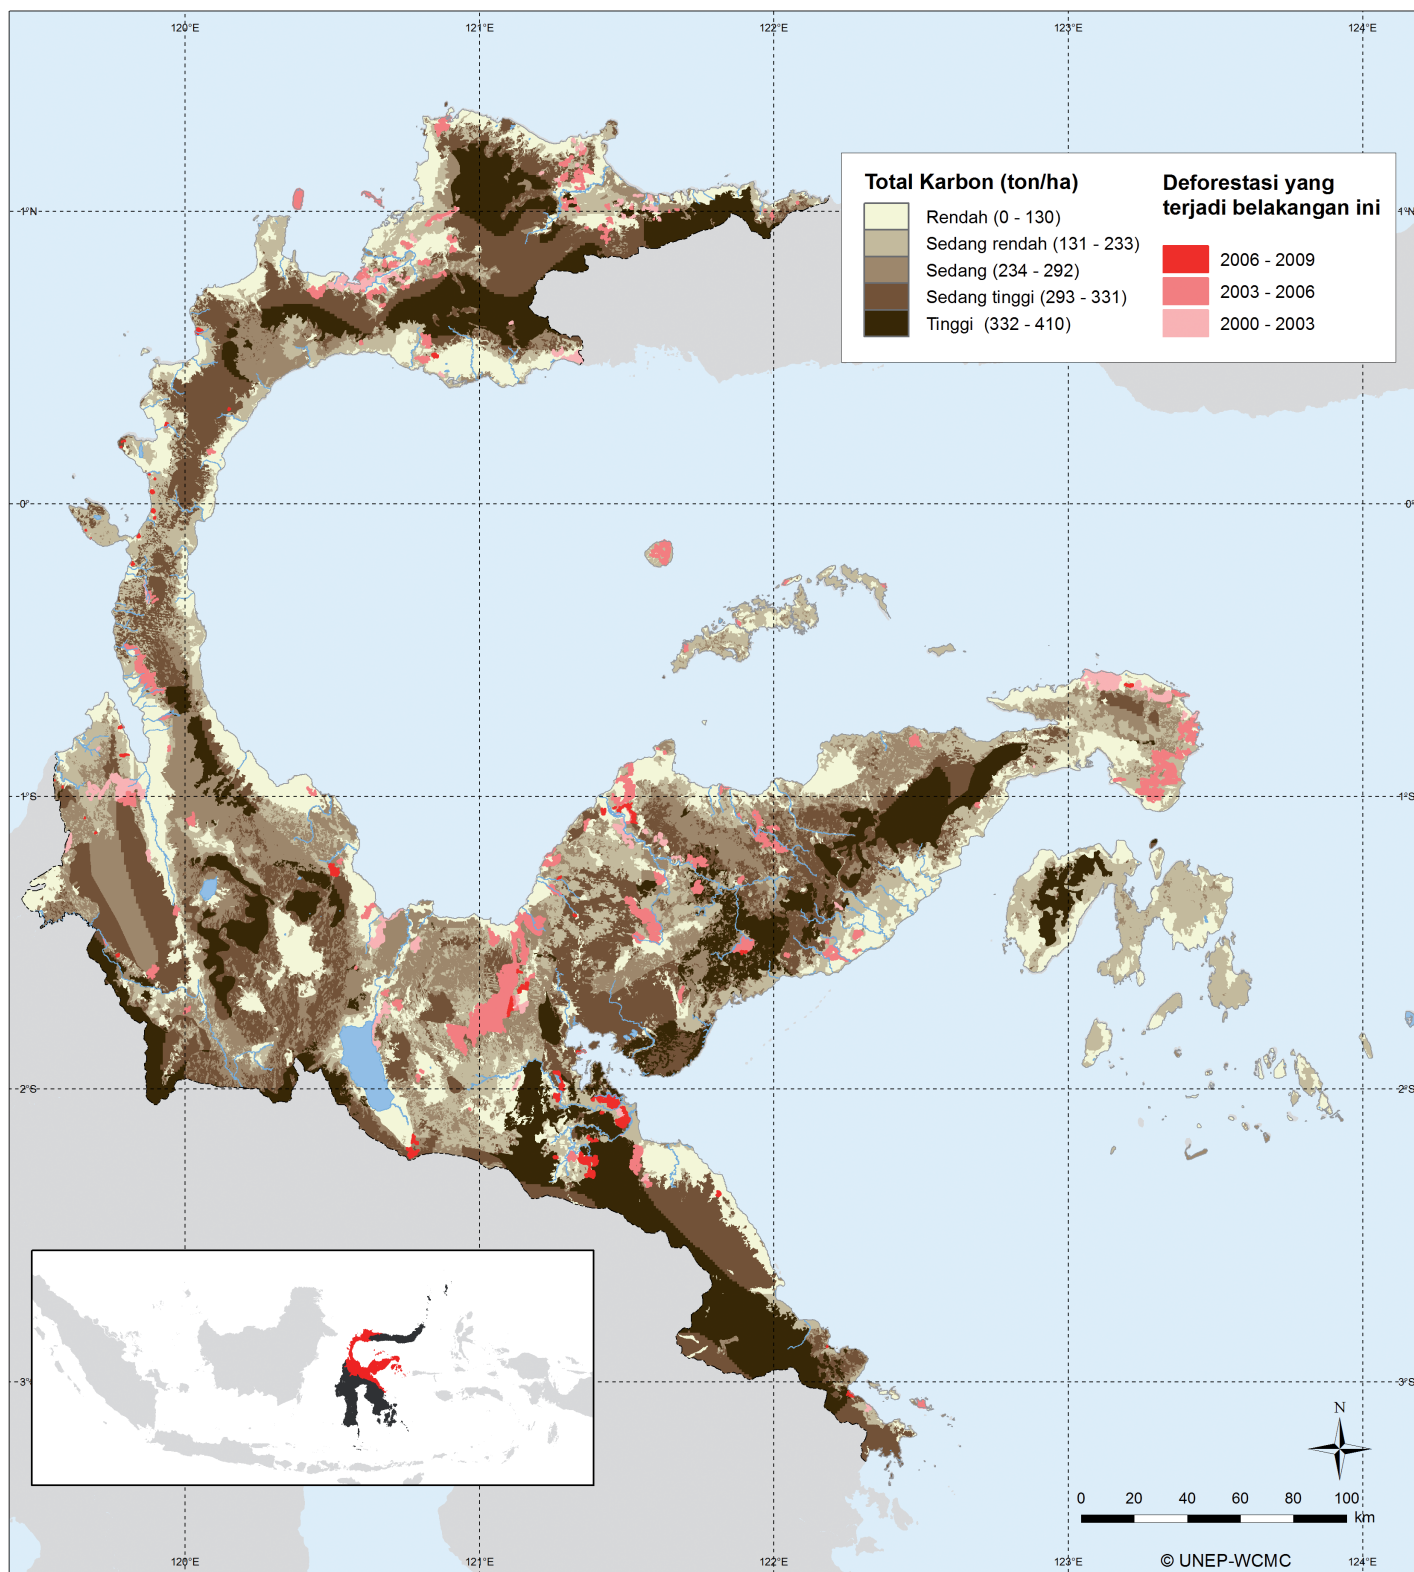 120°E 121°E 122°E 123°E 124°E
Total Karbon (ton/ha)
Rendah (0 - 130)
Sedang rendah (131 - 233)
Sedang (234 - 292)
Sedang tinggi (293 - 331)
Tinggi (332 - 410)
Deforestasi yang
terjadi belakangan ini
2006 - 2009
2003 - 2006
2000 - 2003
1°N 1°N
0° 0°
1°S 1°S
2°S 2°S
3°S 3°S
N
0 20 40 60 80 100
km
© UNEP-WCMC
120°E 121°E 122°E 123°E 124°E